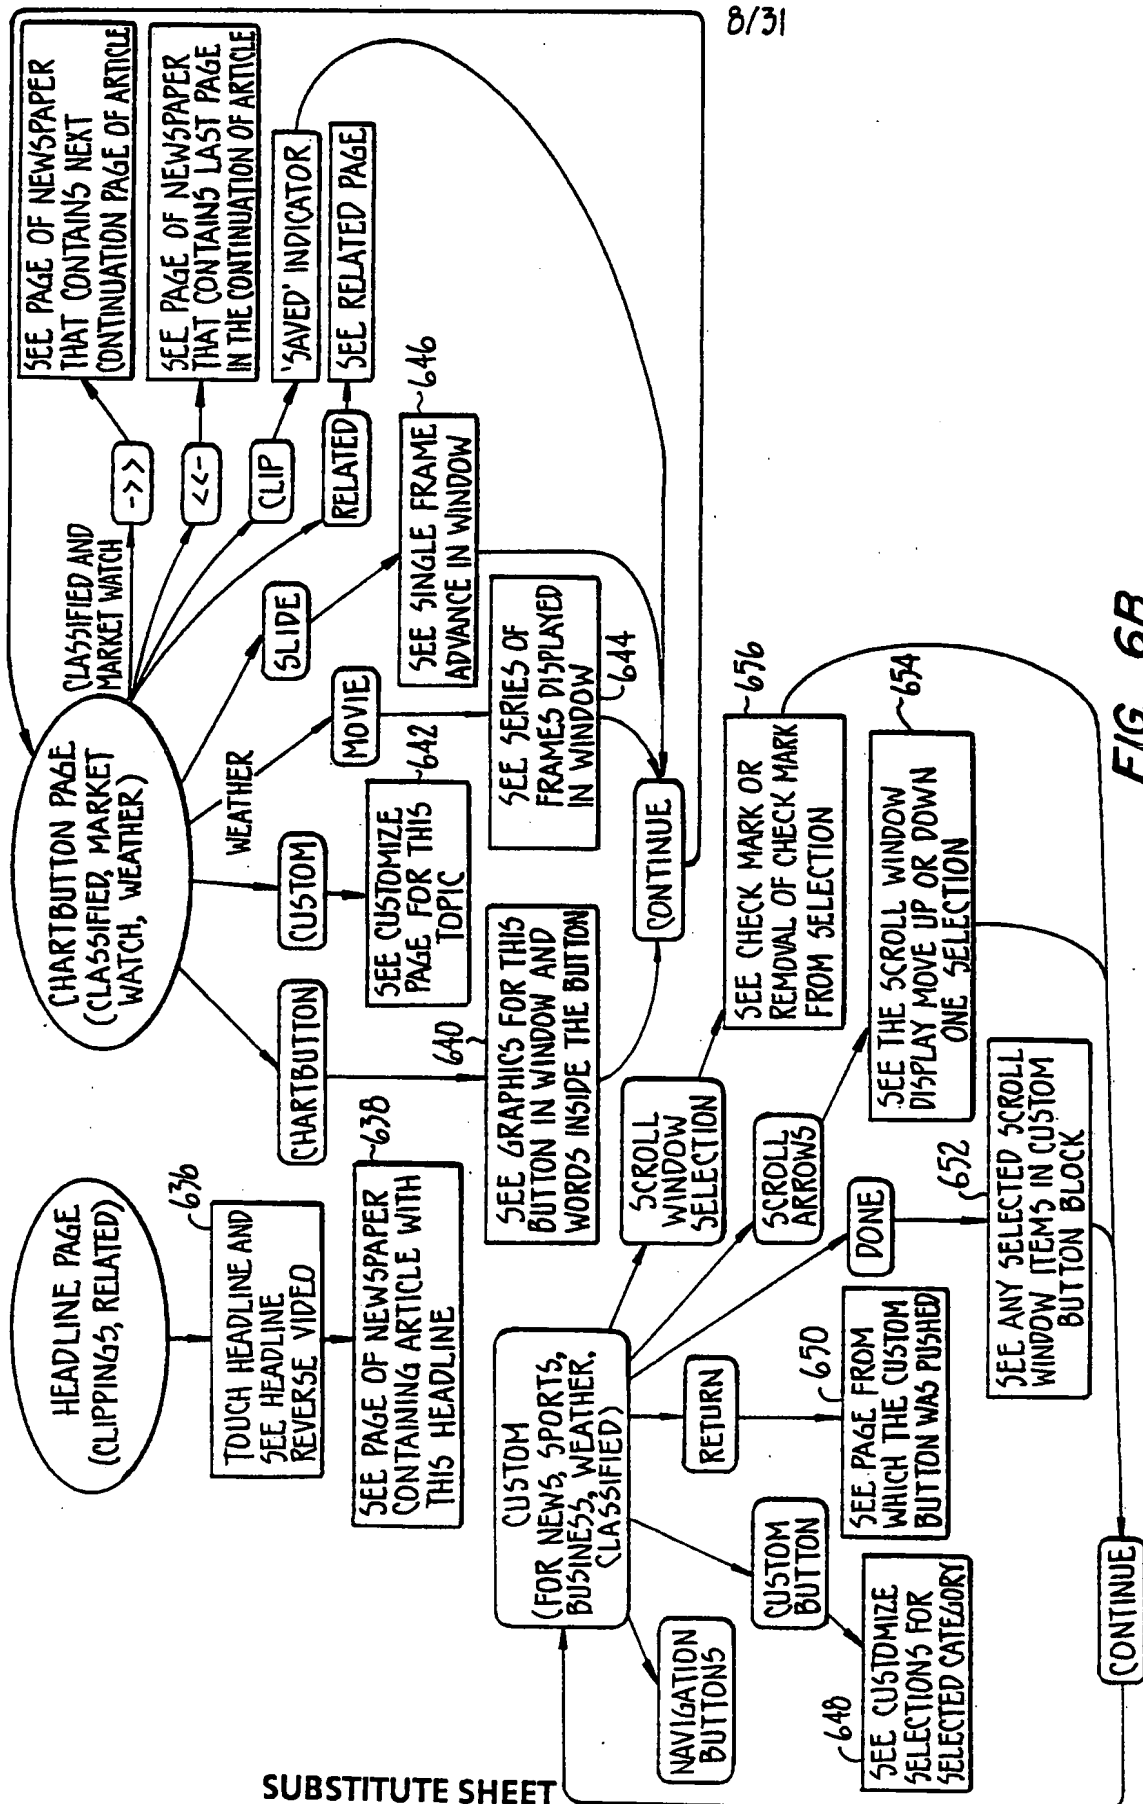 8/31
HEADLINE PAGE
(CLIPPINGS, RELATED)
636
TOUCH HEADLINE AND
SEE HEADLINE
REVERSE VIDEO
638
SEE PAGE OF NEWSPAPER
CONTAINING ARTICLE WITH
THIS HEADLINE
CHARTBUTTON PAGE
(CLASSIFIED, MARKET
WATCH, WEATHER)
CHARTBUTTON
640
SEE GRAPHICS FOR THIS
BUTTON IN WINDOW AND
WORDS INSIDE THE BUTTON
CUSTOM
642
SEE CUSTOMIZE
PAGE FOR THIS
TOPIC
WEATHER
MOVIE
SEE SERIES OF
FRAMES DISPLAYED
IN WINDOW
644
SLIDE
646
SEE SINGLE FRAME
ADVANCE IN WINDOW
CLASSIFIED AND
MARKET WATCH
->>
SEE PAGE OF NEWSPAPER
THAT CONTAINS NEXT
CONTINUATION PAGE OF ARTICLE
<<-
SEE PAGE OF NEWSPAPER
THAT CONTAINS LAST PAGE
IN THE CONTINUATION OF ARTICLE
CLIP
'SAVED' INDICATOR
RELATED
SEE RELATED PAGE
CONTINUE
CUSTOM
(FOR NEWS, SPORTS,
BUSINESS, WEATHER,
CLASSIFIED)
NAVIGATION
BUTTONS
CUSTOM
BUTTON
648
SEE CUSTOMIZE
SELECTIONS FOR
SELECTED CATEGORY
RETURN
650
SEE PAGE FROM
WHICH THE CUSTOM
BUTTON WAS PUSHED
DONE
652
SEE ANY SELECTED SCROLL
WINDOW ITEMS IN CUSTOM
BUTTON BLOCK
SCROLL
ARROWS
654
SEE THE SCROLL WINDOW
DISPLAY MOVE UP OR DOWN
ONE SELECTION
SCROLL
WINDOW
SELECTION
656
SEE CHECK MARK OR
REMOVAL OF CHECK MARK
FROM SELECTION
CONTINUE
FIG. 6B
SUBSTITUTE SHEET